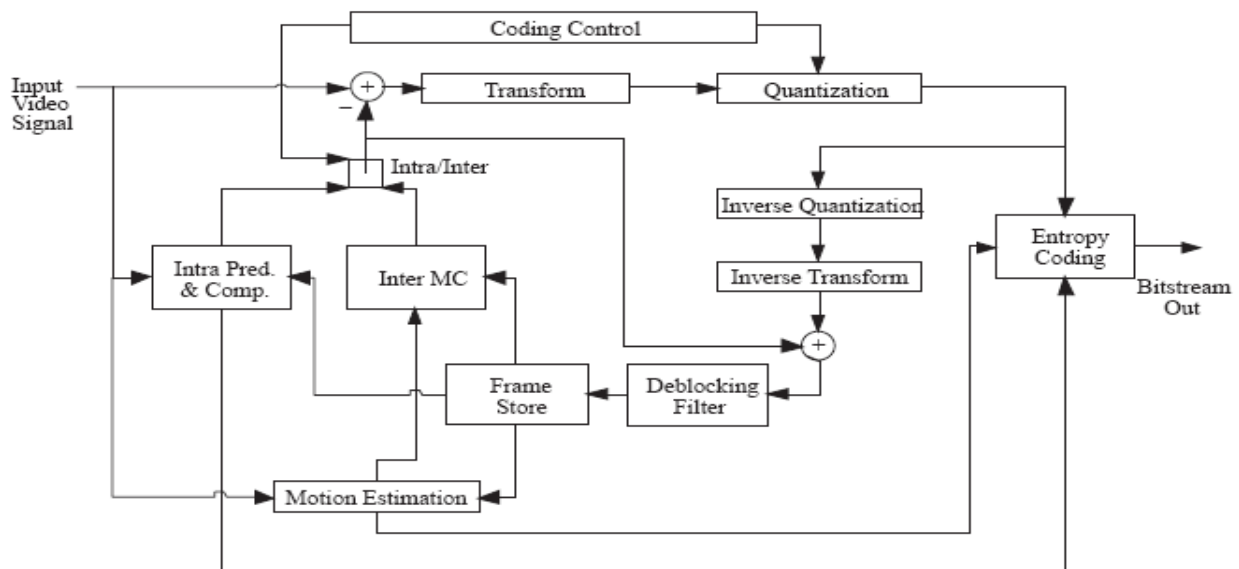 Coding Control
Input
Video
Signal
+
−
Transform
Quantization
Intra/Inter
Inverse Quantization
Entropy
Coding
Intra Pred.
& Comp.
Inter MC
Inverse Transform
Bitstream
Out
+
Frame
Store
Deblocking
Filter
Motion Estimation